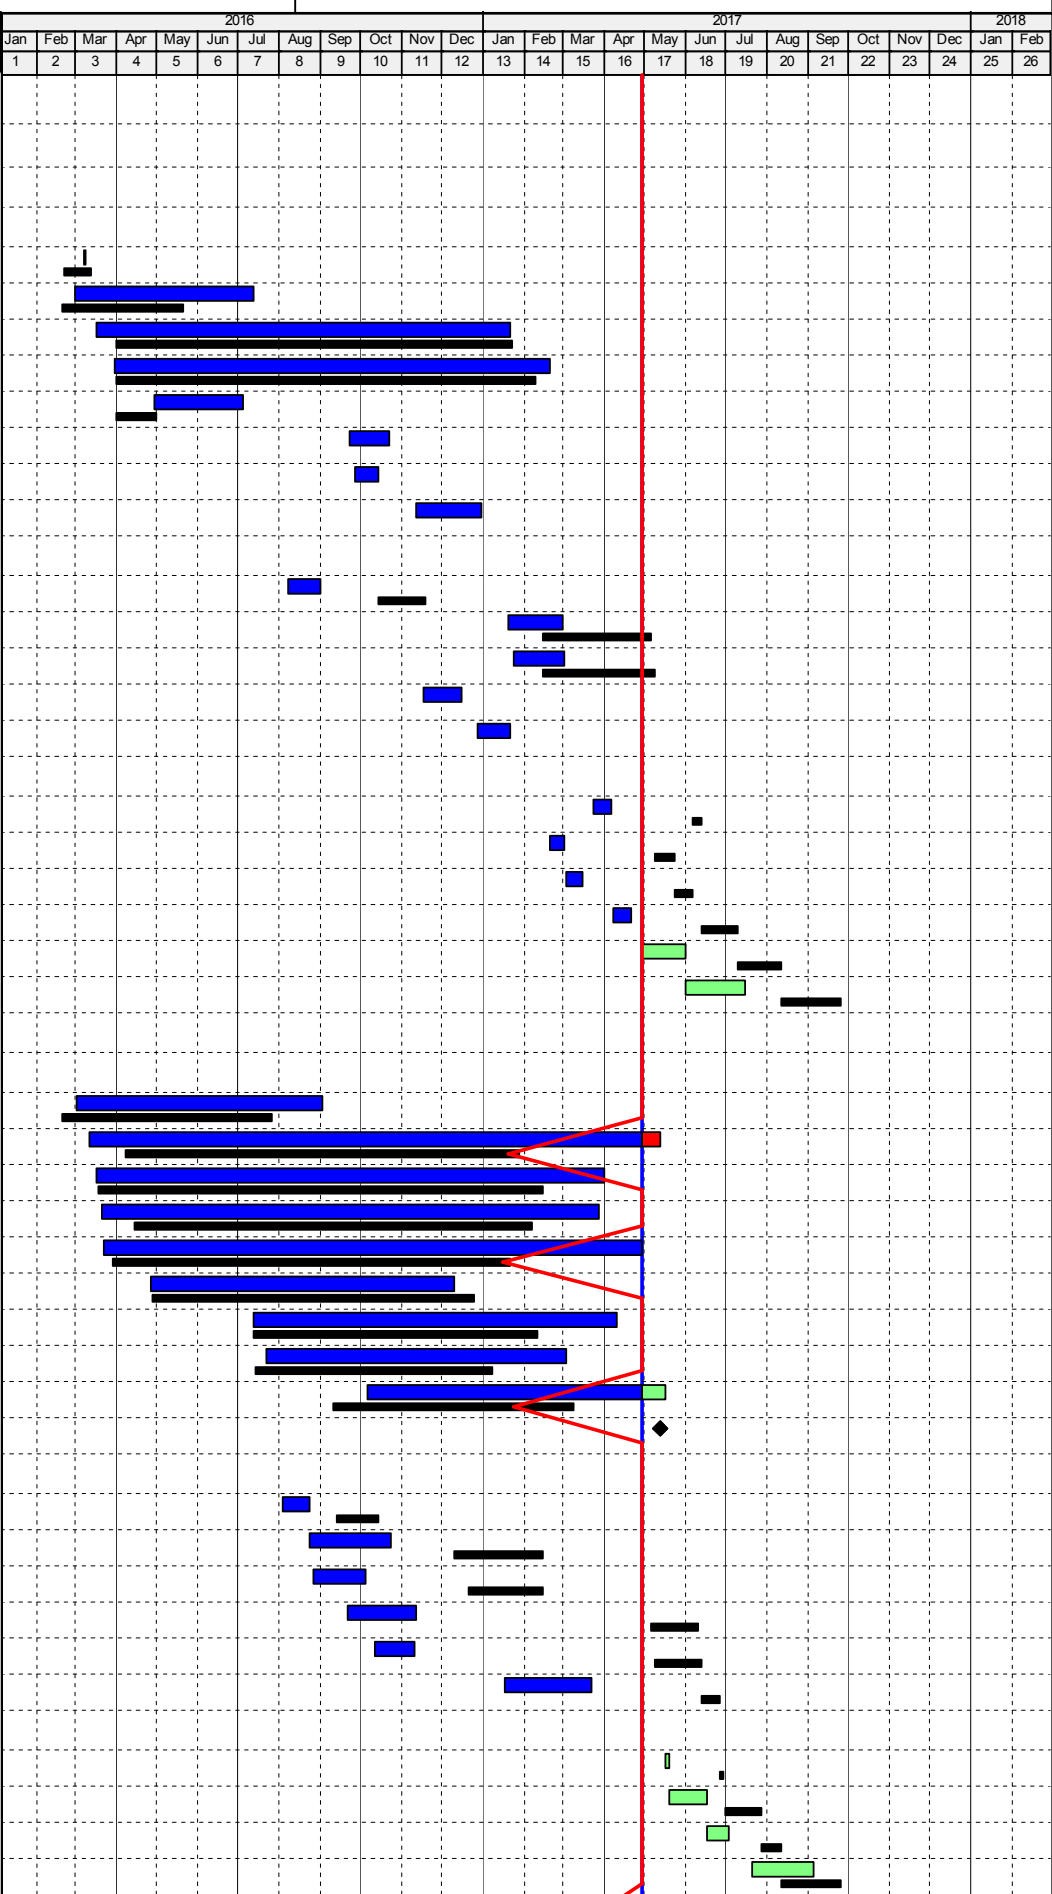 2016 2017 2018
Jan Feb Mar Apr May Jun Jul Aug Sep Oct Nov Dec Jan Feb Mar Apr May Jun Jul Aug Sep Oct Nov Dec Jan Feb
1 2 3 4 5 6 7 8 9 10 11 12 13 14 15 16 17 18 19 20 21 22 23 24 25 26